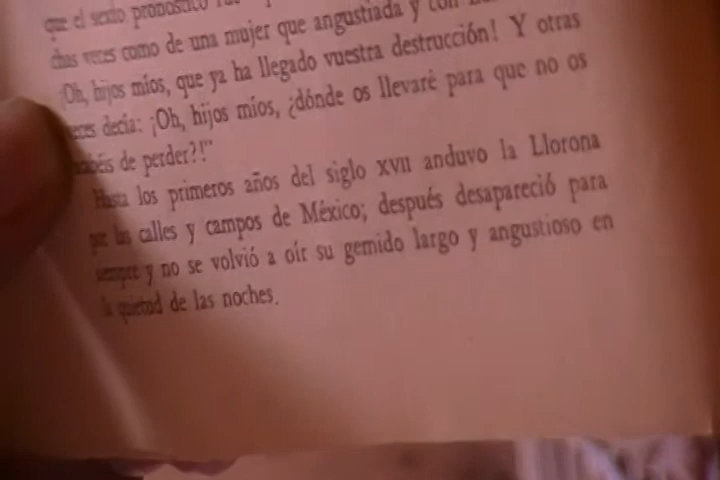 que el sexto pronóstico
chas veces como de una mujer que angustiada y con
¡Oh, hijos míos, que ya ha llegado vuestra destrucción! Y otras
veces decía: ¡Oh, hijos míos, ¿dónde os llevaré para que no os
de perder?!"
Hasta los primeros años del siglo XVII anduvo la Llorona
por las calles y campos de México; después desapareció para
siempre y no se volvió a oír su gemido largo y angustioso en
la quietud de las noches.